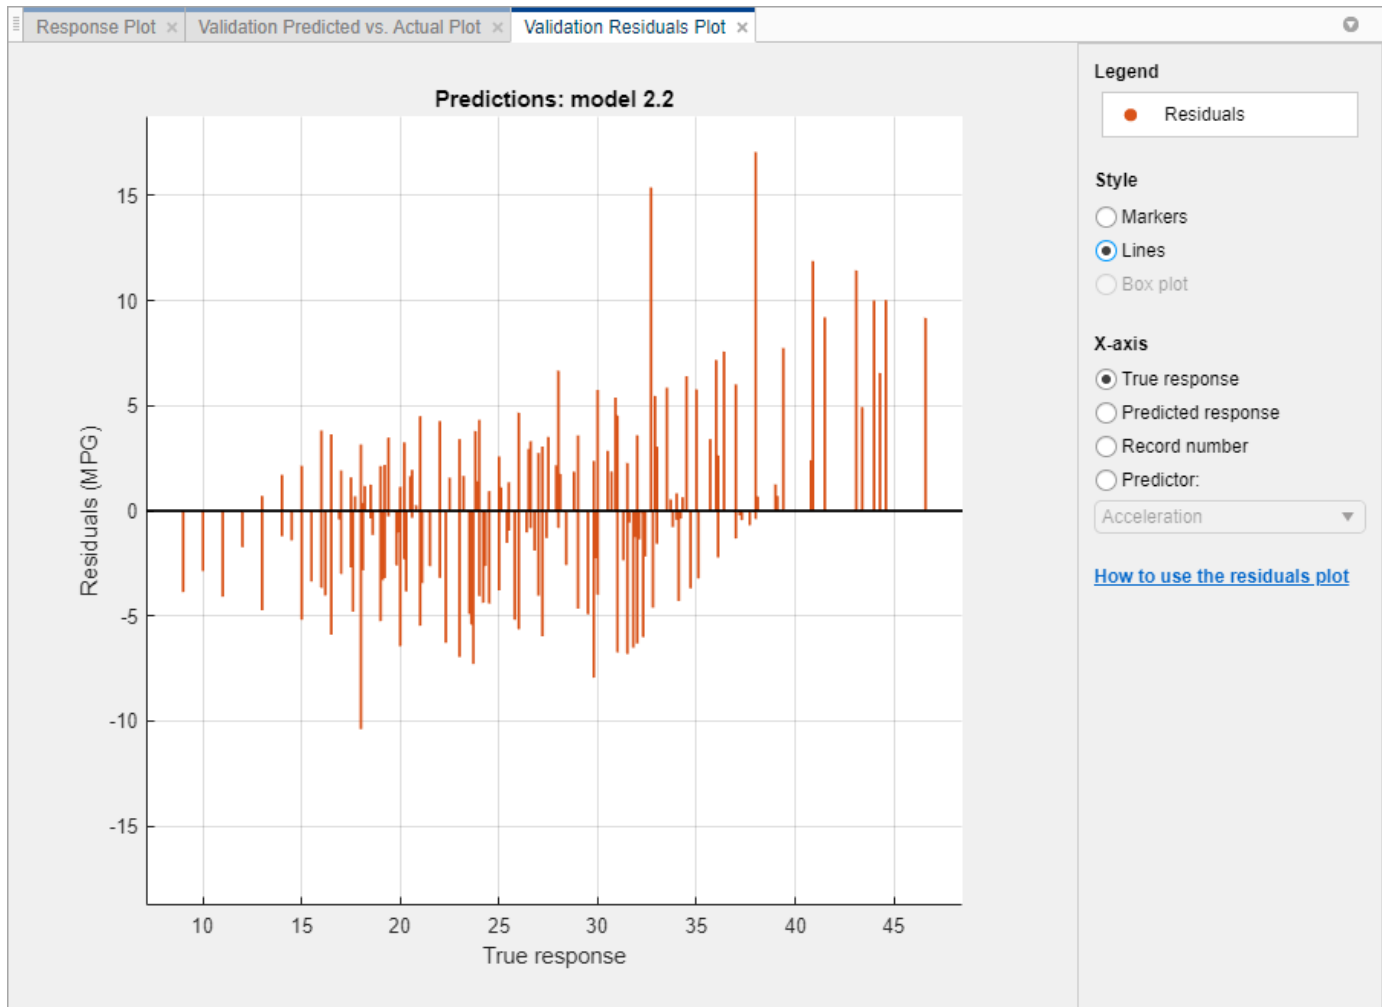 Response Plot × Validation Predicted vs. Actual Plot × Validation Residuals Plot ×
Predictions: model 2.2
15
10
5
0
-5
-10
-15
Residuals (MPG)
10 15 20 25 30 35 40 45
True response
Legend
Residuals
Style
Markers
Lines
Box plot
X-axis
True response
Predicted response
Record number
Predictor:
Acceleration
How to use the residuals plot